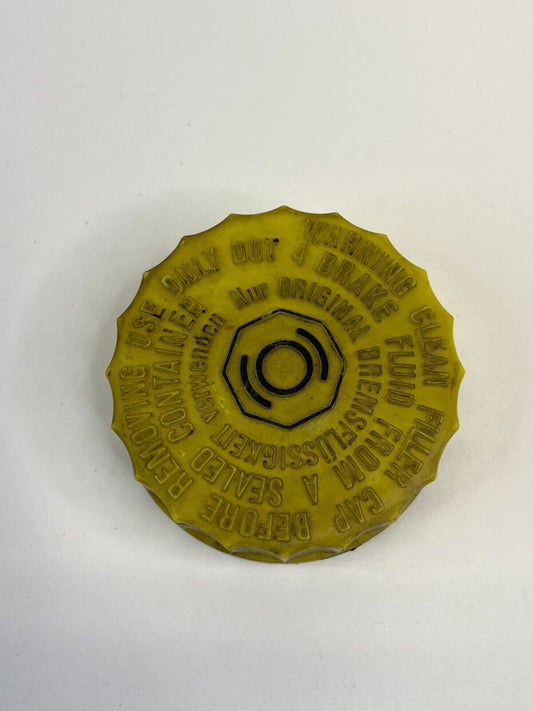 WARNING CLEAN FILLER CAP BEFORE REMOVING USE ONLY DOT 4 BRAKE FLUID FROM A SEALED CONTAINER
Nur ORIGINAL BREMSFLÜSSIGKEIT verwenden